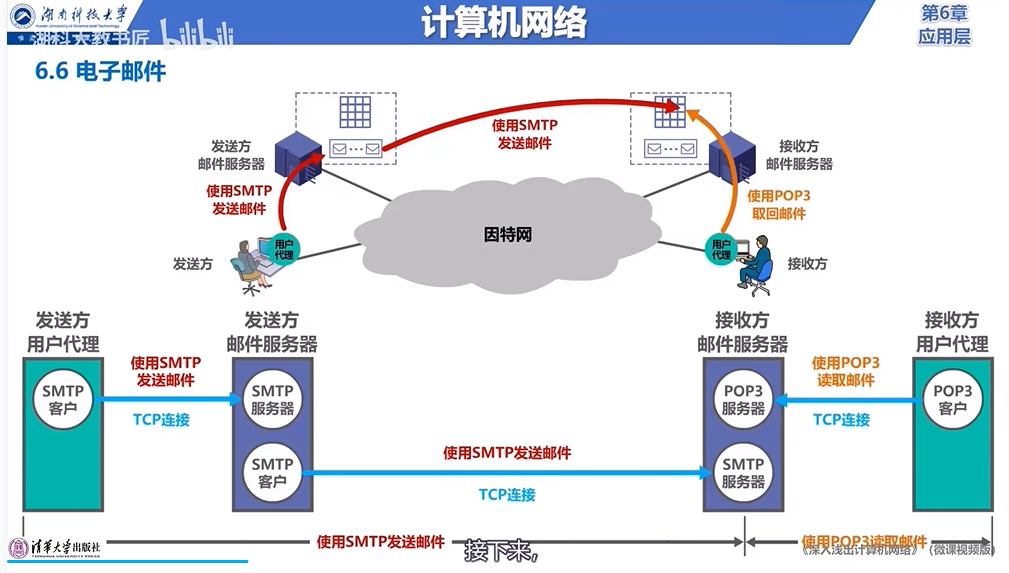 湖南科技大学
Hunan University of Science and Technology
湖科大教书匠 bilibili
计算机网络
第6章
应用层
6.6 电子邮件
使用SMTP
发送邮件
发送方
邮件服务器
接收方
邮件服务器
使用SMTP
发送邮件
使用POP3
取回邮件
因特网
用户
代理
用户
代理
发送方
接收方
发送方
用户代理
发送方
邮件服务器
接收方
邮件服务器
接收方
用户代理
使用SMTP
发送邮件
使用POP3
读取邮件
SMTP
客户
SMTP
服务器
POP3
服务器
POP3
客户
TCP连接
TCP连接
使用SMTP发送邮件
SMTP
客户
SMTP
服务器
TCP连接
清华大学出版社
TSINGHUA UNIVERSITY PRESS
使用SMTP发送邮件
接下来,
使用POP3读取邮件
《深入浅出计算机网络》（微课视频版）